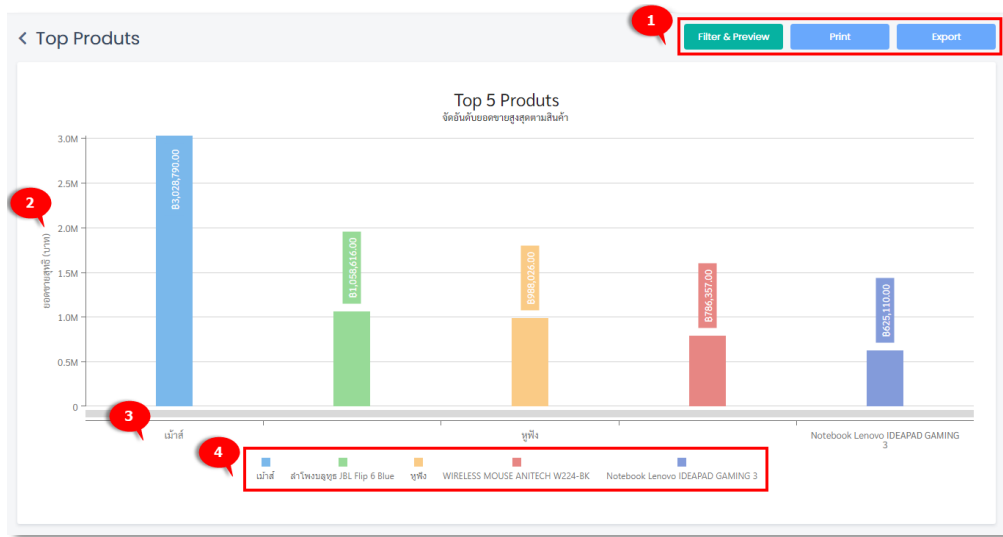 1
Top Produts
Filter & Preview
Print
Export
Top 5 Produts
จัดอันดับยอดขายสูงสุดตามสินค้า
3.0M
2.5M
2
2.0M
1.5M
1.0M
0.5M
0
ยอดขายสุทธิ (บาท)
฿3,028,790.00
฿1,058,616.00
฿988,026.00
฿786,357.00
฿625,110.00
3
เม้าส์
หูฟัง
Notebook Lenovo IDEAPAD GAMING
3
4
เม้าส์
ลำโพงบลูทูธ JBL Flip 6 Blue
หูฟัง
WIRELESS MOUSE ANITECH W224-BK
Notebook Lenovo IDEAPAD GAMING 3